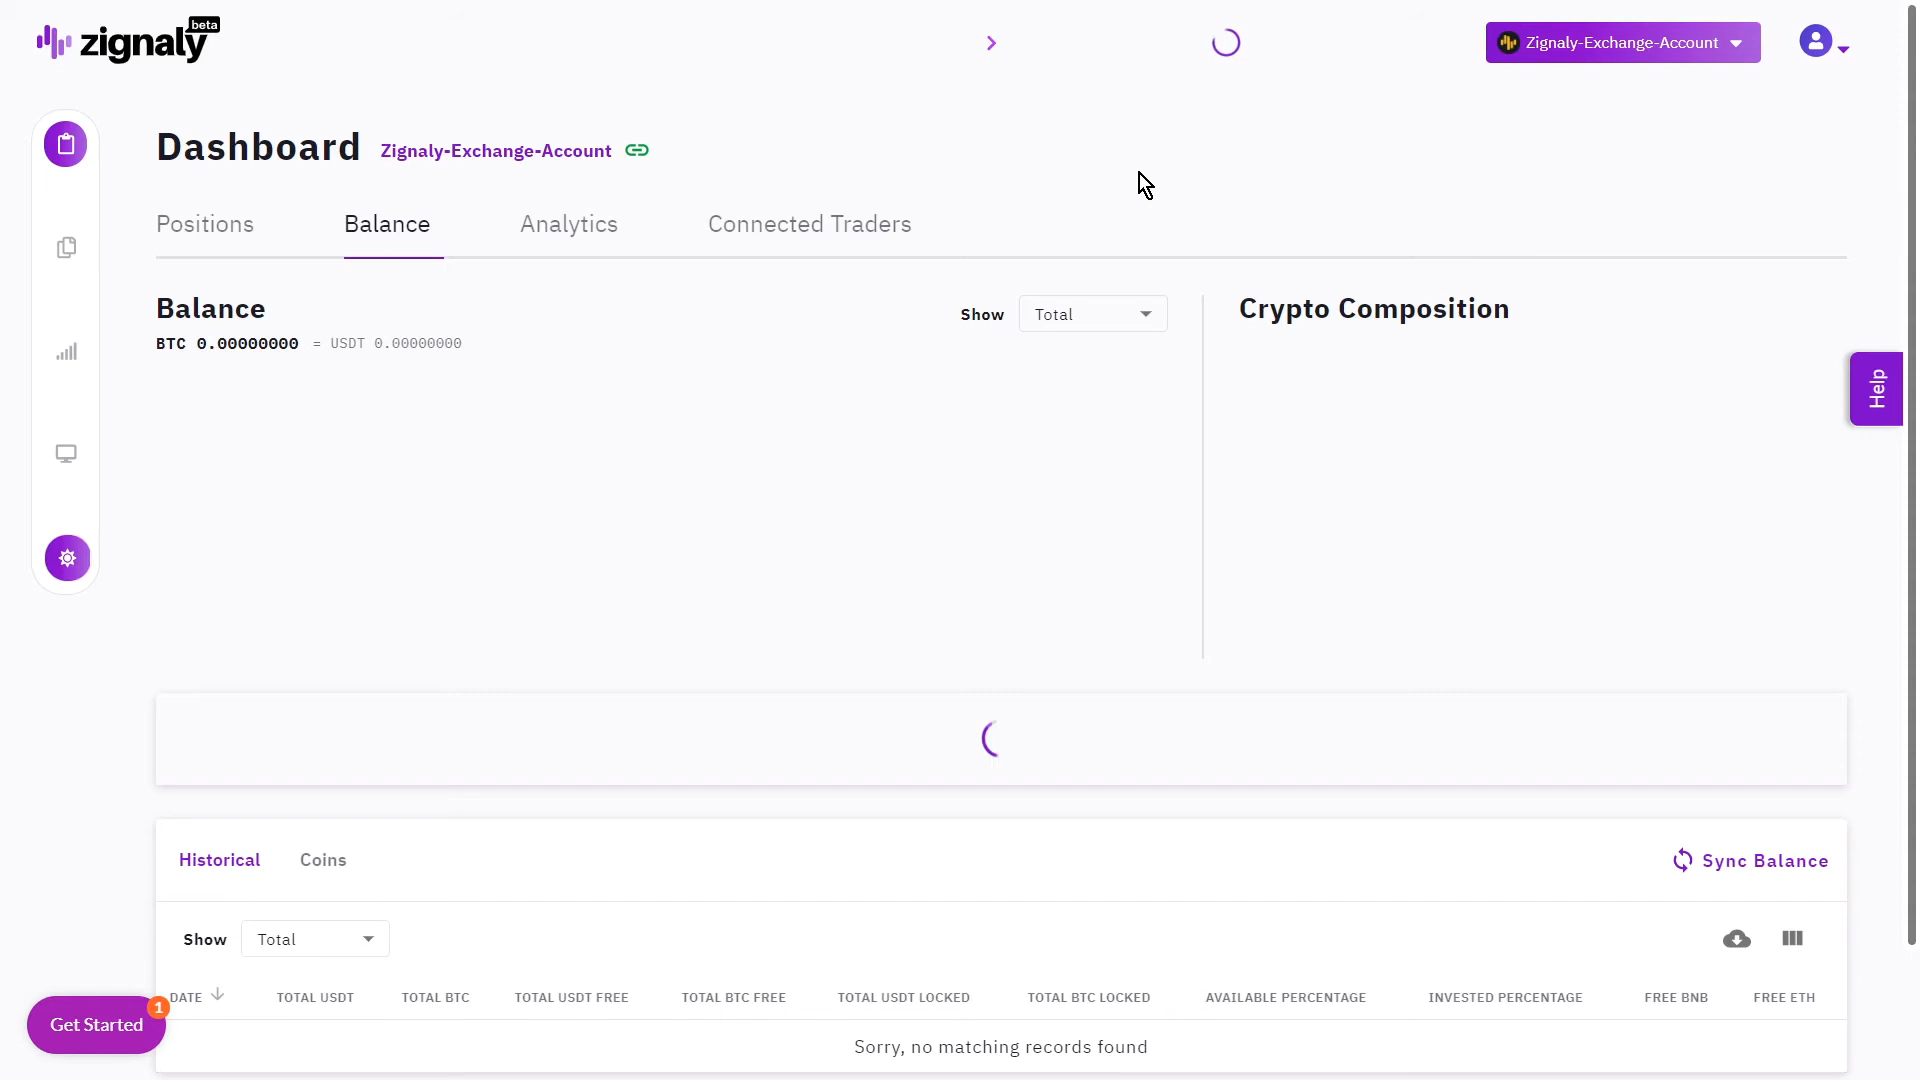 zignaly beta
Zignaly-Exchange-Account
Dashboard Zignaly-Exchange-Account
Positions Balance Analytics Connected Traders
Balance
Show Total
Crypto Composition
BTC 0.00000000 = USDT 0.00000000
Help
Historical Coins
Sync Balance
Show Total
DATE TOTAL USDT TOTAL BTC TOTAL USDT FREE TOTAL BTC FREE TOTAL USDT LOCKED TOTAL BTC LOCKED AVAILABLE PERCENTAGE INVESTED PERCENTAGE FREE BNB FREE ETH
Get Started 1
Sorry, no matching records found